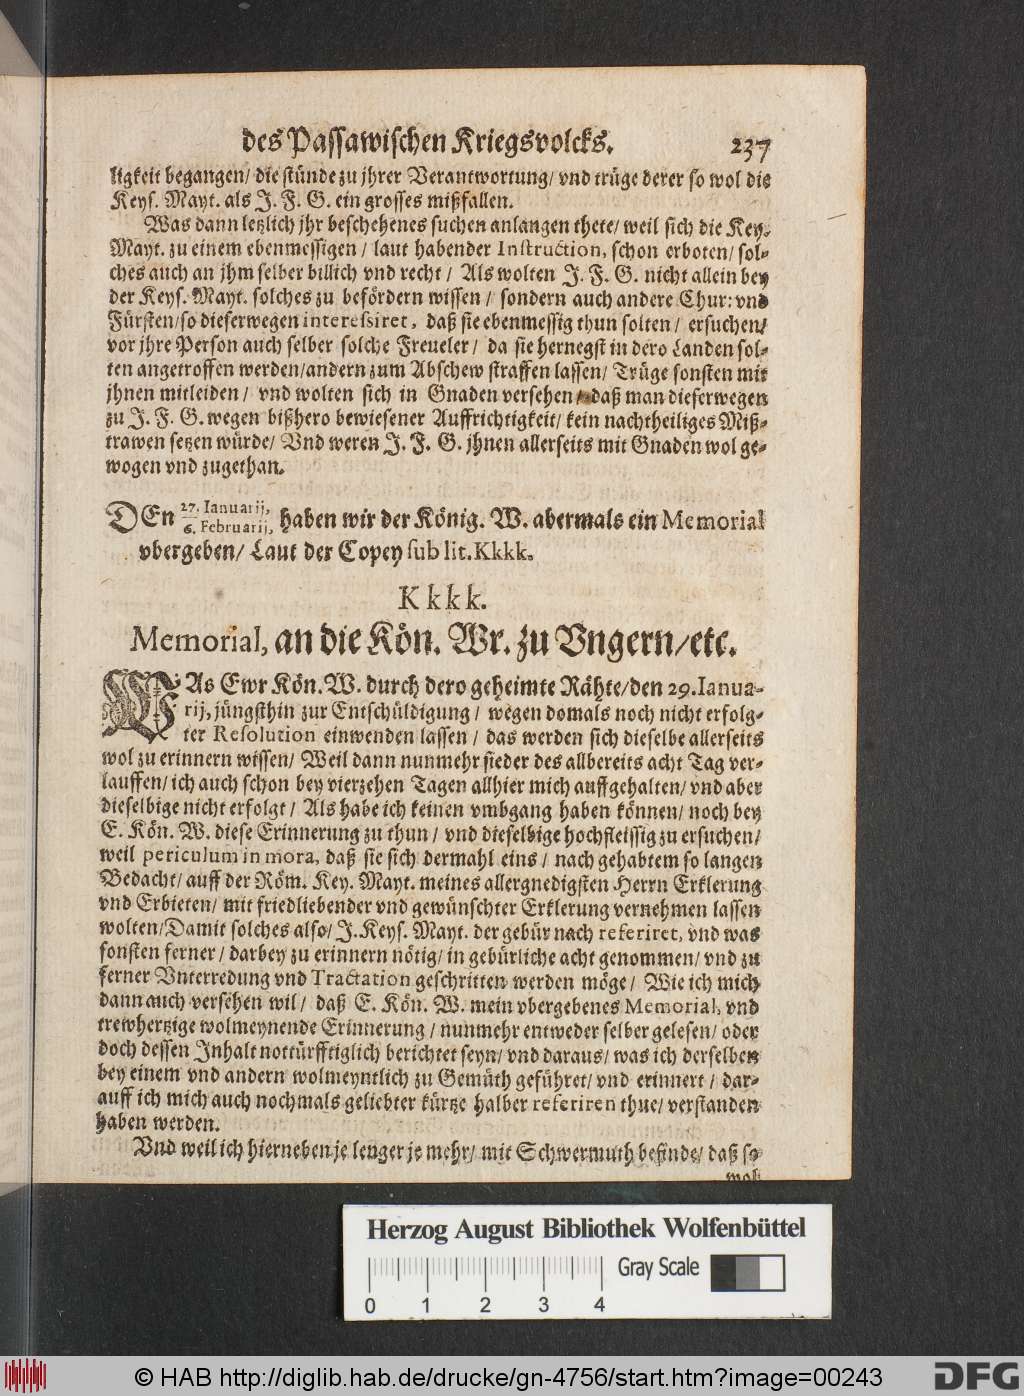 des Passawischen Kriegsvolcks. 237
ligkeit begangen/ die stünde zu jhrer Verantwortung/ vnd trüge derer so wol die
Keys. Mayt. als J. F. G. ein grosses mißfallen.
Was dann letzlich jhr beschehenes suchen anlangen thete/ weil sich die Key.
Mayt. zu einem ebenmessigen / laut habender Instruction, schon erboten/ sol-
ches auch an jhm selber billich vnd recht / Als wolten J. F. G. nicht allein bey
der Keys. Mayt. solches zu befördern wissen / sondern auch andere Chur: vnd
Fürsten/ so dieserwegen interessiret, daß sie ebenmessig thun solten / ersuchen/
vor jhre Person auch selber solche Freueler / da sie hernegst in dero Landen sol-
ten angetroffen werden/ andern zum Abschew straffen lassen/ Trüge sonsten mit
jhnen mitleiden / vnd wolten sich in Gnaden versehen / daß man dieserwegen
zu J. F. G. wegen bißhero bewiesener Auffrichtigkeit/ kein nachtheiliges Miß-
trawen setzen würde/ Vnd weren J. F. G. jhnen allerseits mit Gnaden wol ge-
wogen vnd zugethan.
DEn 27. Ianuarij, / 6. Februarij, haben wir der König. W. abermals ein Memorial
vbergeben/ Laut der Copey sub lit. Kkkk.
Kkkk.
Memorial, an die Kön. Wr. zu Vngern/ etc.
WAs Ewr Kön. W. durch dero geheimte Rähte/ den 29. Ianua-
rij, jüngsthin zur Entschüldigung / wegen domals noch nicht erfolg-
ter Resolution einwenden lassen / das werden sich dieselbe allerseits
wol zu erinnern wissen/ Weil dann nunmehr sieder des allbereits acht Tag ver-
lauffen/ ich auch schon bey vierzehen Tagen allhier mich auffgehalten/ vnd aber
dieselbige nicht erfolgt / Als habe ich keinen vmbgang haben können/ noch bey
E. Kön. W. diese Erinnerung zu thun / vnd dieselbige hochfleissig zu ersuchen/
weil periculum in mora, daß sie sich dermahl eins / nach gehabtem so langen
Bedacht/ auff der Röm. Key. Mayt. meines allergnedigsten Herrn Erklerung
vnd Erbieten/ mit friedliebender vnd gewünschter Erklerung vernehmen lassen
wolten/ Damit solches also/ J. Keys. Mayt. der gebür nach referiret, vnd was
sonsten ferner / darbey zu erinnern nötig/ in gebürliche acht genommen/ vnd zu
ferner Vnterredung vnd Tractation geschritten werden möge / Wie ich mich
dann auch versehen wil / daß E. Kön. W. mein vbergebenes Memorial, vnd
trewhertzige wolmeynende Erinnerung / nunmehr entweder selber gelesen/ oder
doch dessen Inhalt nottürfftiglich berichtet seyn/ vnd daraus/ was ich derselben
bey einem vnd andern wolmeyntlich zu Gemüth geführet/ vnd erinnert / dar-
auff ich mich auch nochmals geliebter kürtze halber referiren thue/ verstanden
haben werden.
Vnd weil ich hierneben je lenger je mehr/ mit Schwermuth befinde/ daß so
mal
Herzog August Bibliothek Wolfenbüttel
Gray Scale
0 1 2 3 4
© HAB http://diglib.hab.de/drucke/gn-4756/start.htm?image=00243
DFG